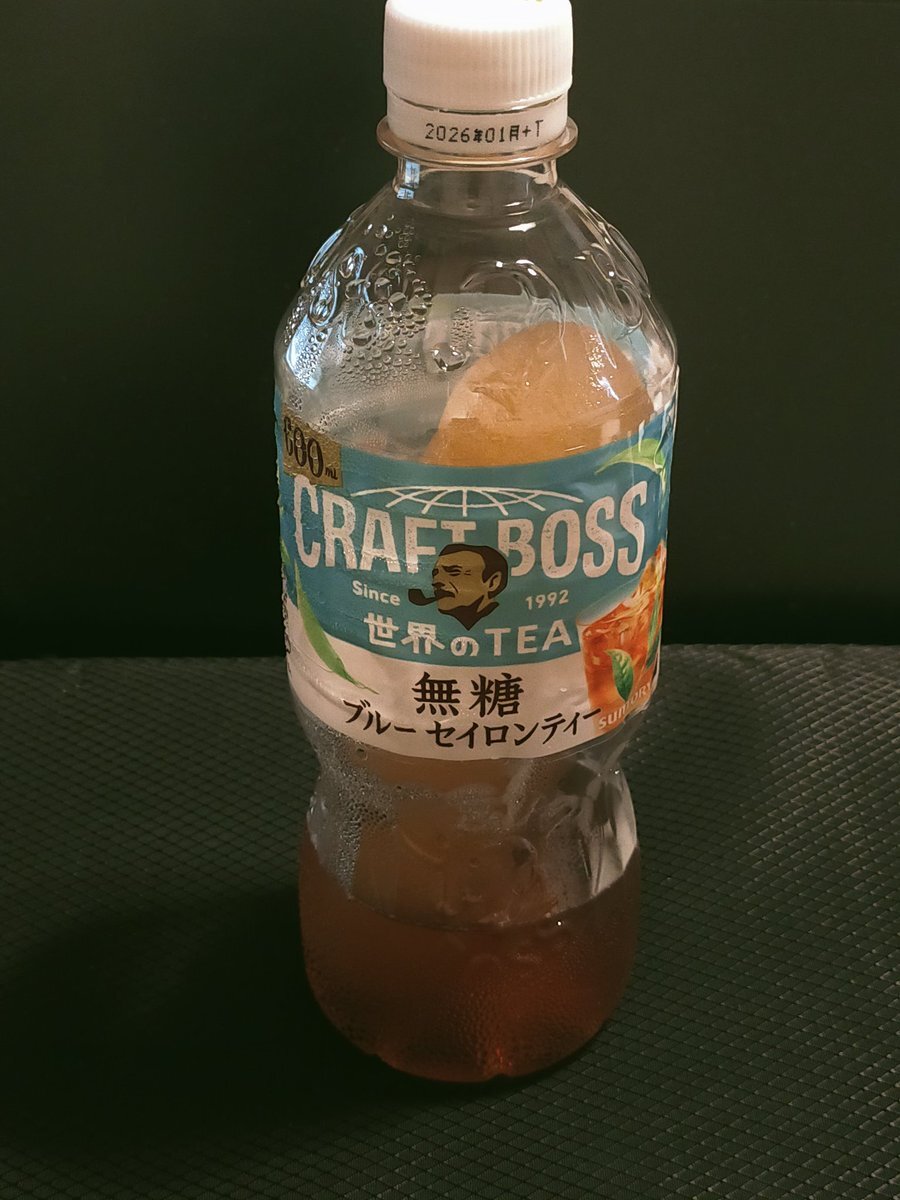 2026年01月+T
600ml
CRAFT BOSS
Since 1992
世界のTEA
無糖
ブルー セイロンティー
SUNTORY